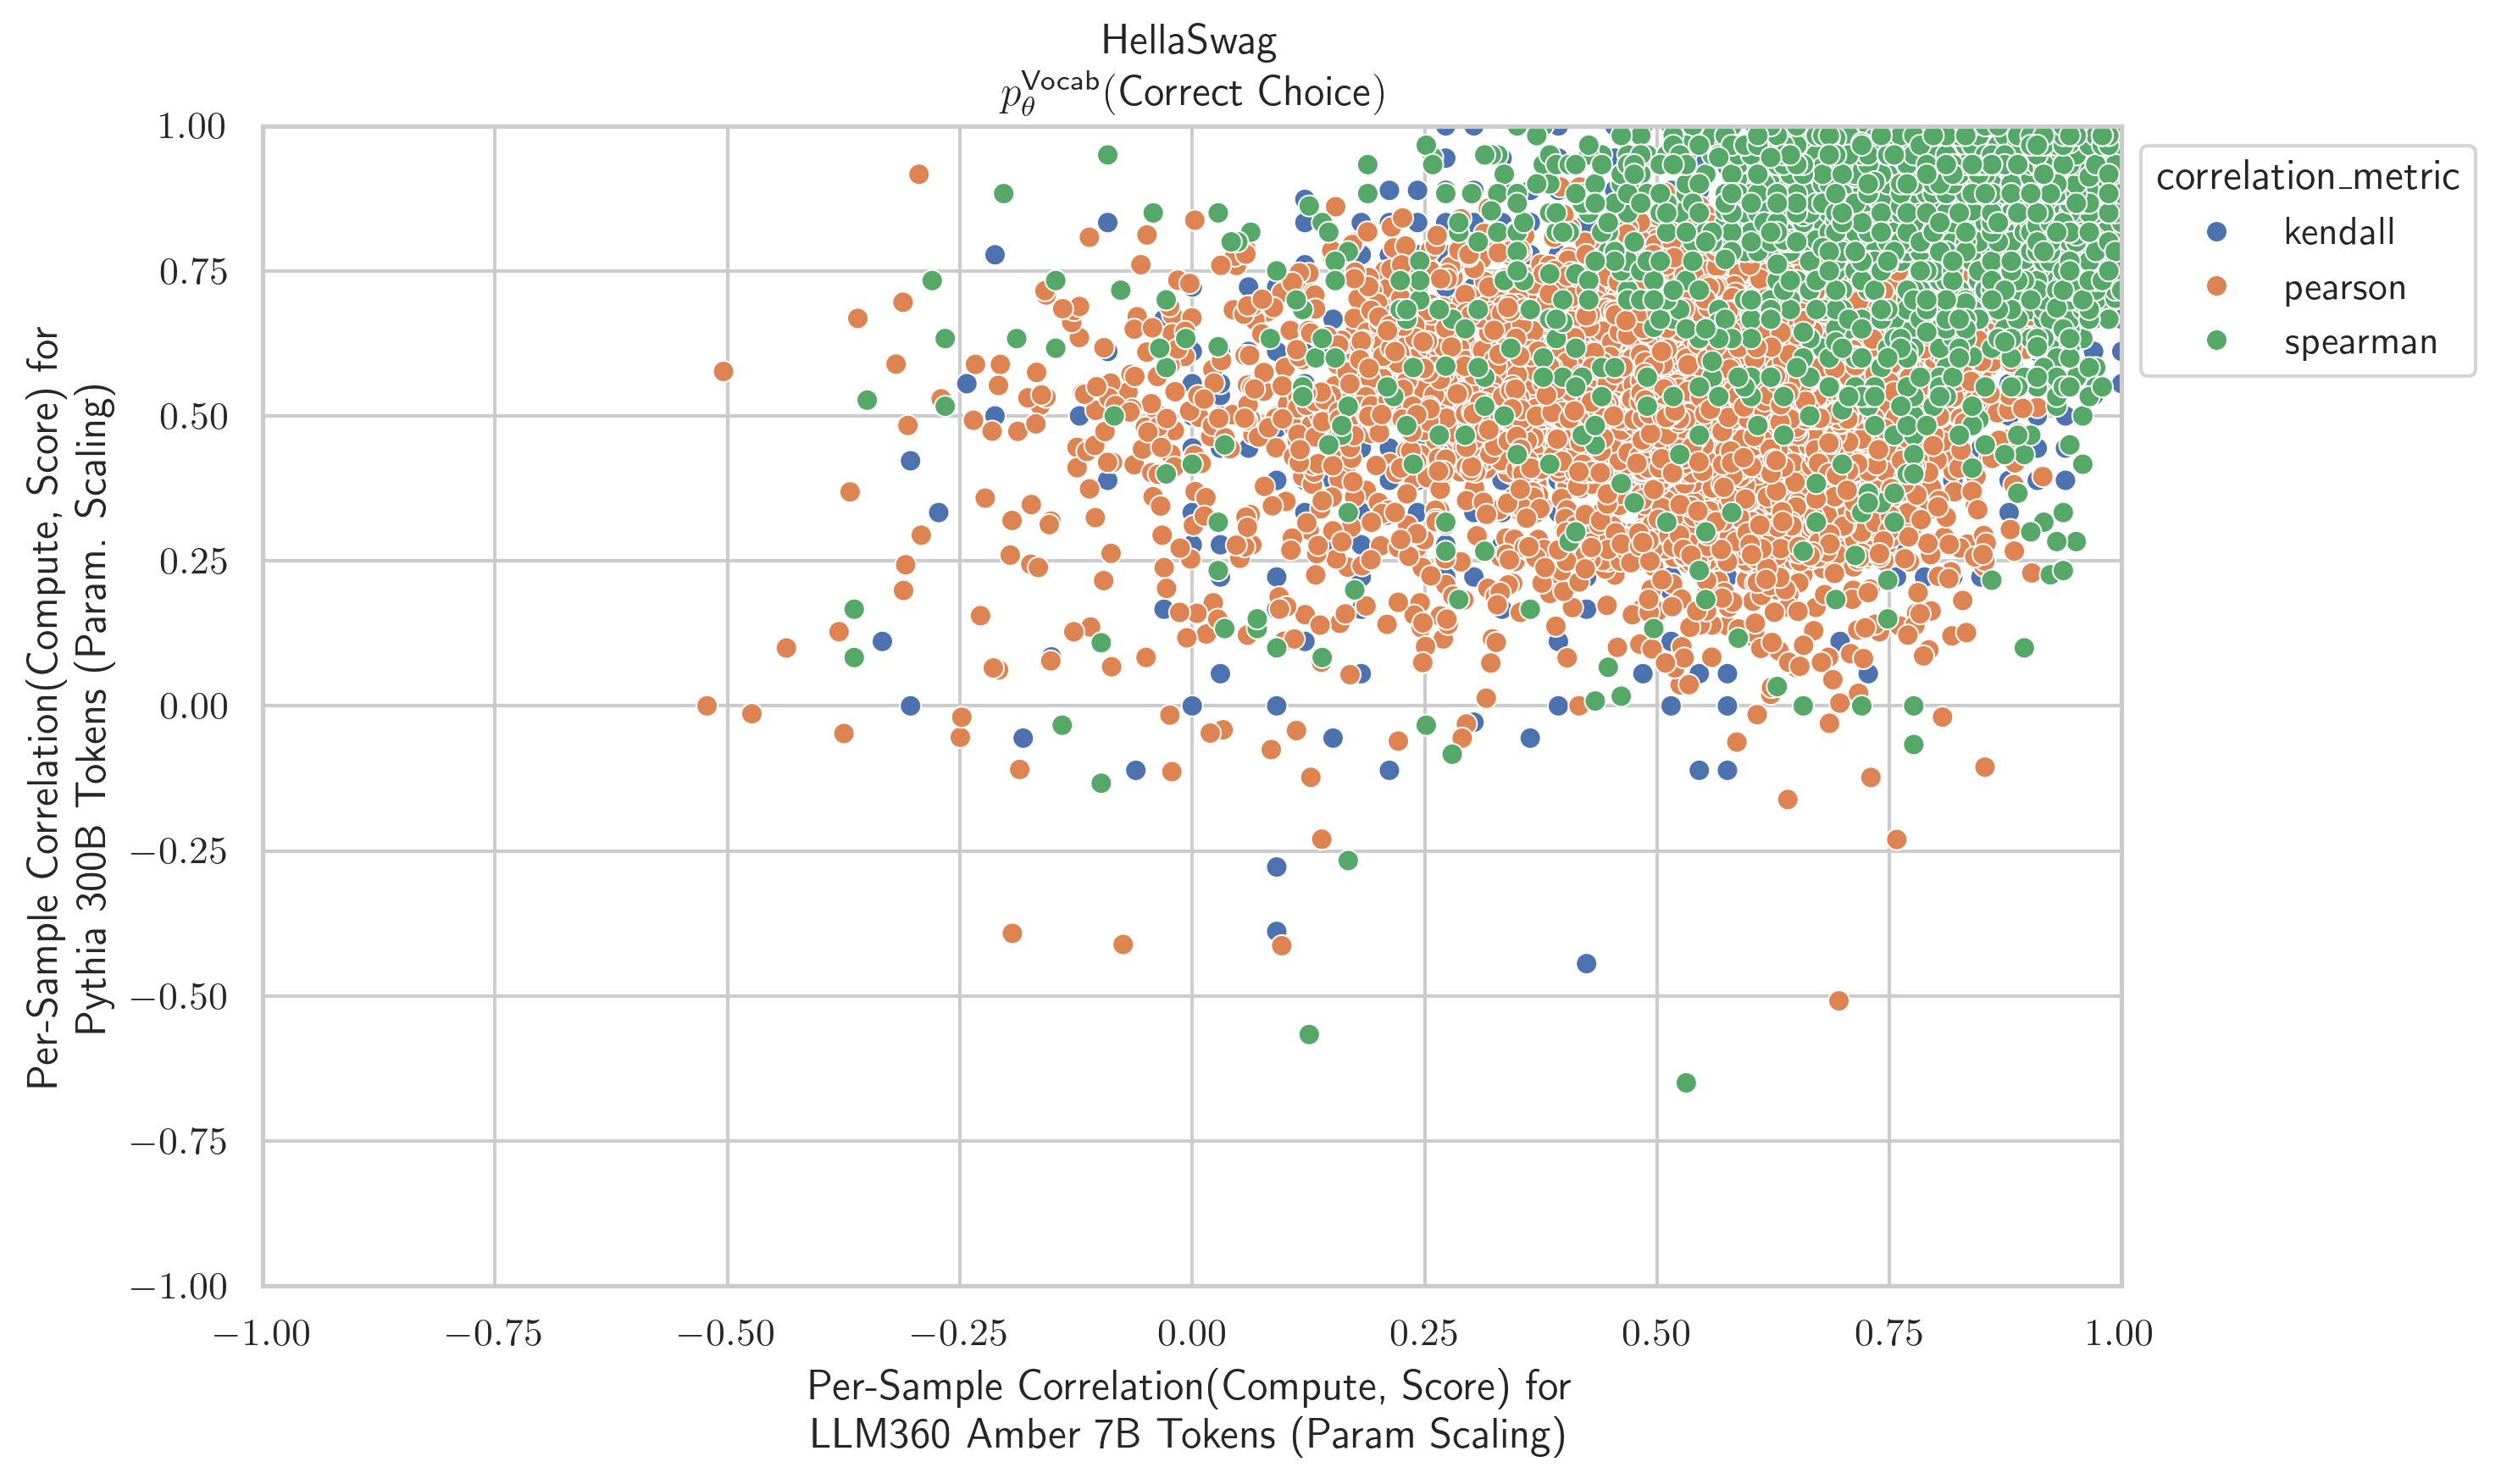 HellaSwag
p_θ^Vocab(Correct Choice)
1.00
0.75
0.50
0.25
0.00
−0.25
−0.50
−0.75
−1.00
Per-Sample Correlation(Compute, Score) for
Pythia 300B Tokens (Param. Scaling)
−1.00 −0.75 −0.50 −0.25 0.00 0.25 0.50 0.75 1.00
Per-Sample Correlation(Compute, Score) for
LLM360 Amber 7B Tokens (Param Scaling)
correlation_metric
kendall
pearson
spearman